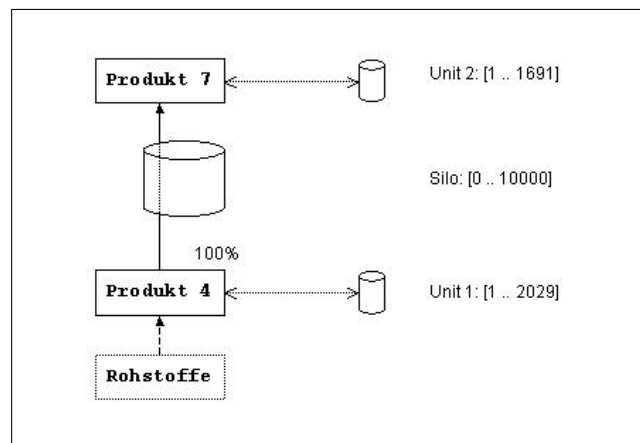 Produkt 7
Unit 2: [1 .. 1691]
Silo: [0 .. 10000]
100%
Produkt 4
Unit 1: [1 .. 2029]
Rohstoffe